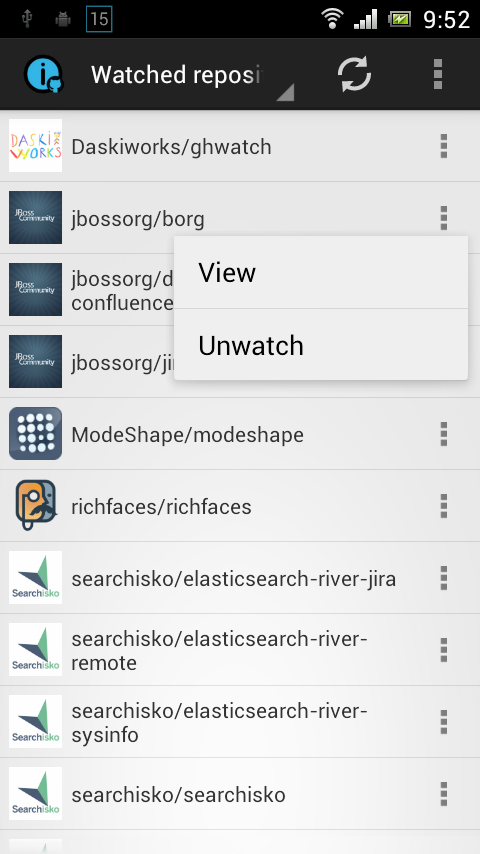 15
9:52
Watched reposi
DASKI
WORKS
Daskiworks/ghwatch
JBoss
Community
jbossorg/borg
JBoss
Community
jbossorg/d
confluence
View
Unwatch
JBoss
Community
jbossorg/ji
ModeShape/modeshape
richfaces/richfaces
Searchisko
searchisko/elasticsearch-river-jira
Searchisko
searchisko/elasticsearch-river-
remote
Searchisko
searchisko/elasticsearch-river-
sysinfo
Searchisko
searchisko/searchisko